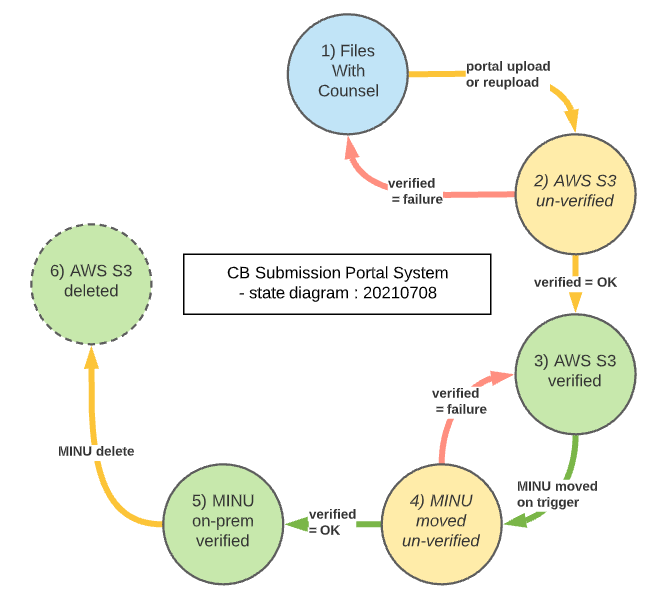 1) Files
With
Counsel
portal upload
or reupload
2) AWS S3
un-verified
verified
= failure
6) AWS S3
deleted
CB Submission Portal System
- state diagram : 20210708
verified = OK
3) AWS S3
verified
verified
= failure
MINU delete
MINU moved
on trigger
5) MINU
on-prem
verified
verified
= OK
4) MINU
moved
un-verified